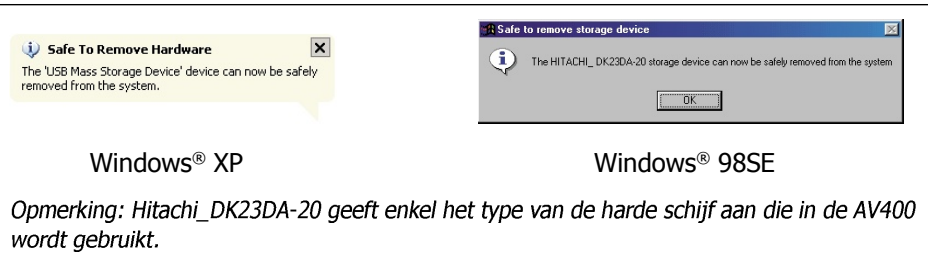 Safe To Remove Hardware
The 'USB Mass Storage Device' device can now be safely
removed from the system.
Safe to remove storage device
The HITACHI_ DK23DA-20 storage device can now be safely removed from the system
OK
Windows® XP
Windows® 98SE
Opmerking: Hitachi_DK23DA-20 geeft enkel het type van de harde schijf aan die in de AV400
wordt gebruikt.